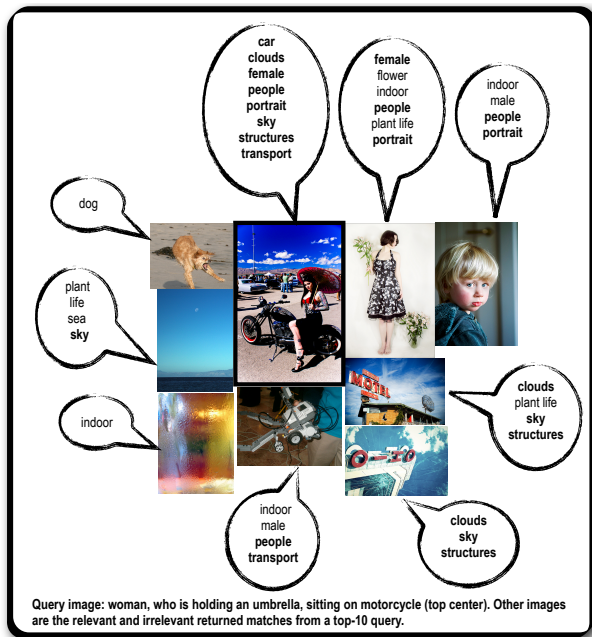 car
clouds
female
people
portrait
sky
structures
transport
female
flower
indoor
people
plant life
portrait
indoor
male
people
portrait
dog
plant
life
sea
sky
indoor
MOTEL
clouds
plant life
sky
structures
indoor
male
people
transport
clouds
sky
structures
Query image: woman, who is holding an umbrella, sitting on motorcycle (top center). Other images
are the relevant and irrelevant returned matches from a top-10 query.